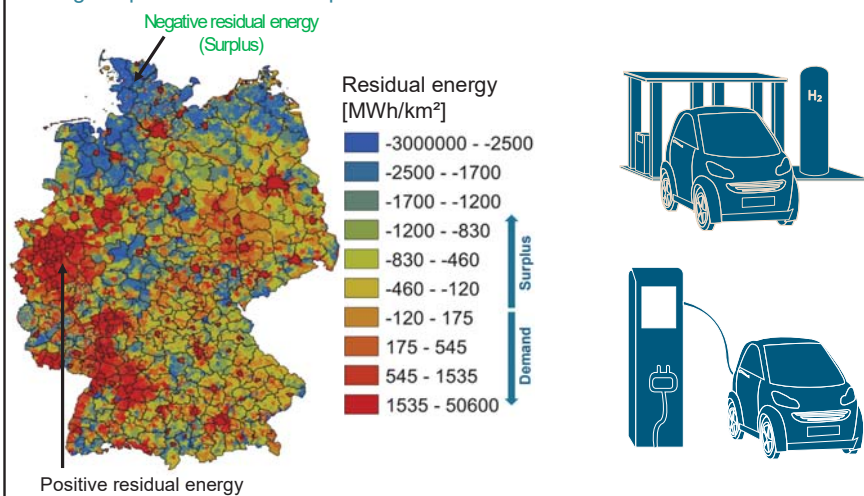 Negative residual energy
(Surplus)
Residual energy
[MWh/km²]
-3000000 - -2500
-2500 - -1700
-1700 - -1200
-1200 - -830
-830 - -460
-460 - -120
-120 - 175
175 - 545
545 - 1535
1535 - 50600
Surplus
Demand
H₂
Positive residual energy